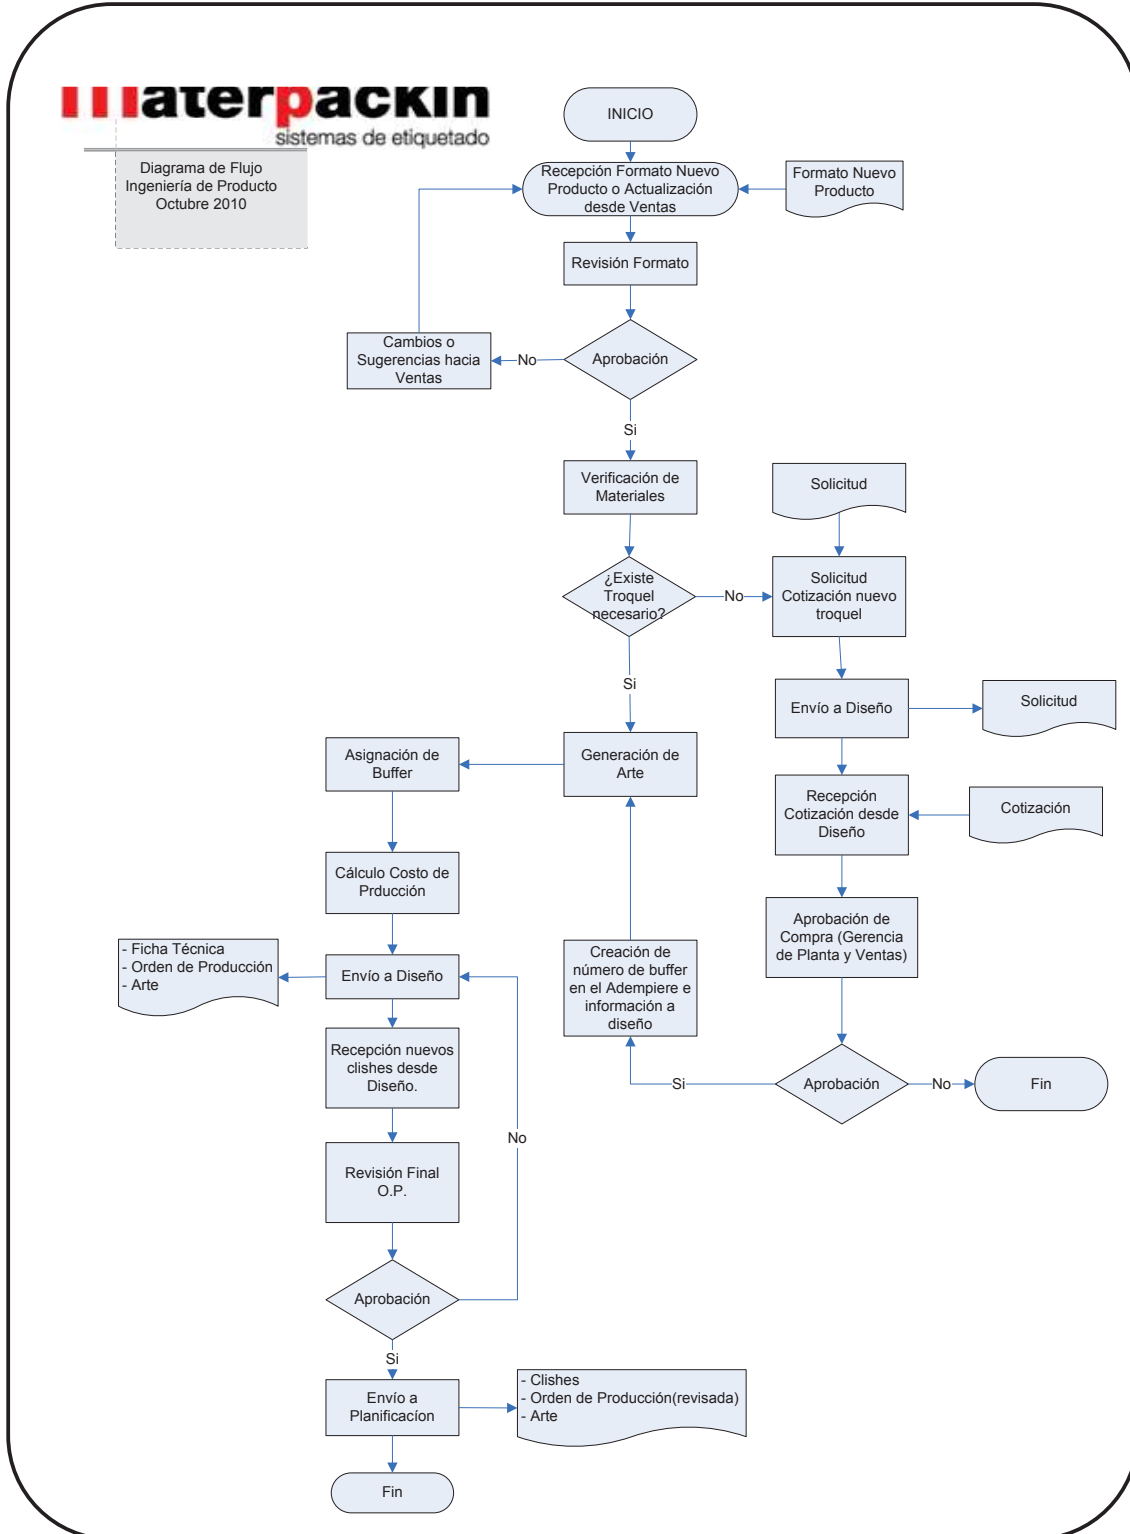 materpackin
sistemas de etiquetado
Diagrama de Flujo
Ingeniería de Producto
Octubre 2010
INICIO
Recepción Formato Nuevo
Producto o Actualización
desde Ventas
Formato Nuevo
Producto
Revisión Formato
Aprobación
No
Cambios o
Sugerencias hacia
Ventas
Si
Verificación de
Materiales
Solicitud
¿Existe
Troquel
necesario?
No
Solicitud
Cotización nuevo
troquel
Si
Envío a Diseño
Solicitud
Generación de
Arte
Asignación de
Buffer
Recepción
Cotización desde
Diseño
Cotización
Cálculo Costo de
Prducción
Aprobación de
Compra (Gerencia
de Planta y Ventas)
- Ficha Técnica
- Orden de Producción
- Arte
Envío a Diseño
Creación de
número de buffer
en el Adempiere e
información a
diseño
Recepción nuevos
clishes desde
Diseño.
Si
Aprobación
No
Fin
No
Revisión Final
O.P.
Aprobación
Si
Envío a
Planificacíon
- Clishes
- Orden de Producción(revisada)
- Arte
Fin